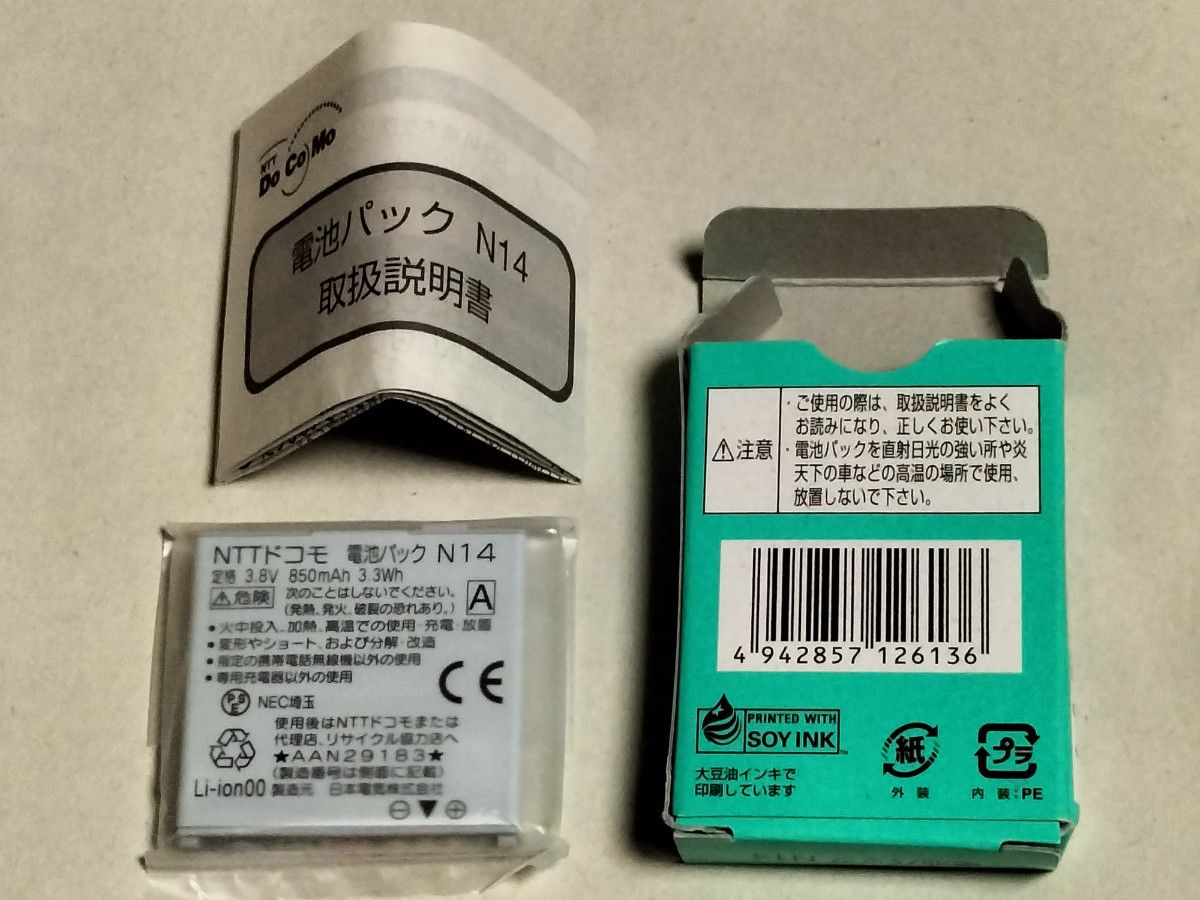 NTT
DoCoMo
電池パック N14
取扱説明書
NTTドコモ 電池パック N14
定格 3.8V 850mAh 3.3Wh
⚠危険 次のことはしないでください。
(発熱、発火、破裂の恐れあり。)
A
●火中投入、加熱、高温での使用・充電・放置
●変形やショート、および分解・改造
●指定の携帯電話無線機以外の使用
●専用充電器以外の使用
CE
PSE NEC埼玉
使用後はNTTドコモまたは
代理店、リサイクル協力店へ
★AAN29183★
(製造番号は側面に記載)
Li-ion00 製造元 日本電気株式会社
⊖▼⊕
⚠注意
・ご使用の際は、取扱説明書をよく
お読みになり、正しくお使い下さい。
・電池パックを直射日光の強い所や炎
天下の車などの高温の場所で使用、
放置しないで下さい。
4 942857 126136
PRINTED WITH
SOY INK
TM
大豆油インキで
印刷しています
紙
外 装
プラ
内 装:PE